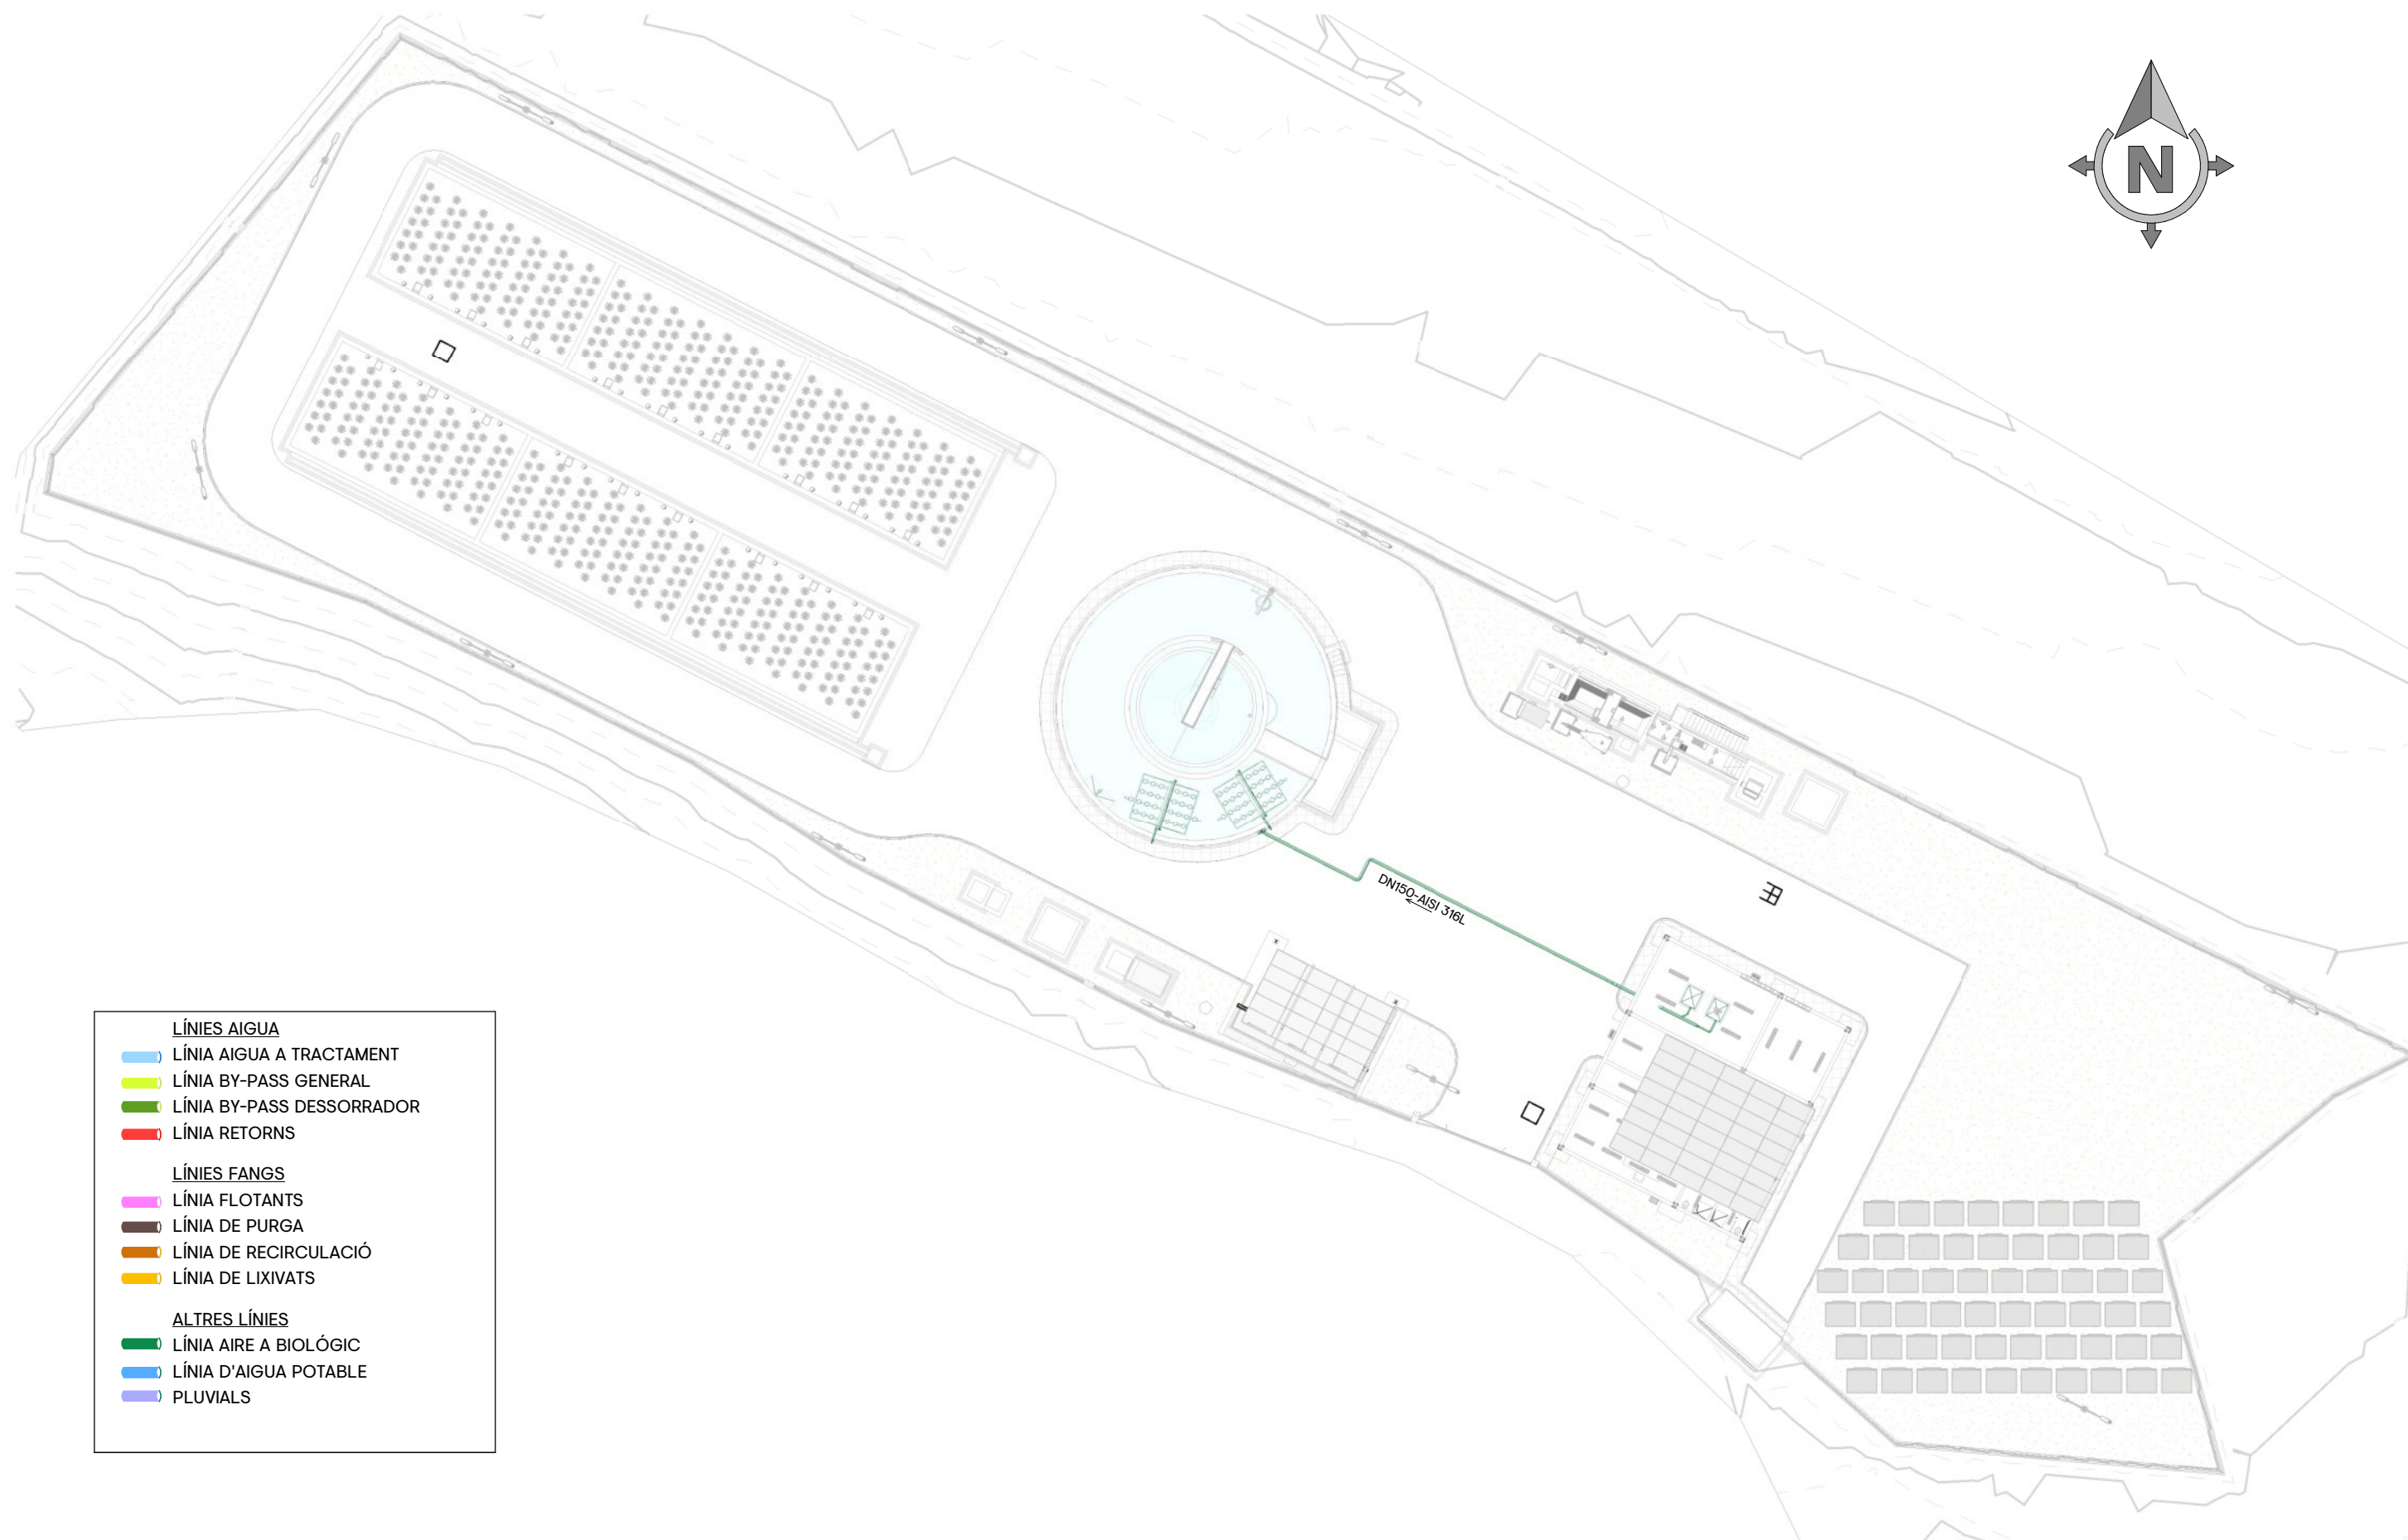 N
DN150-AISI 316L
LÍNIES AIGUA
LÍNIA AIGUA A TRACTAMENT
LÍNIA BY-PASS GENERAL
LÍNIA BY-PASS DESSORRADOR
LÍNIA RETORNS
LÍNIES FANGS
LÍNIA FLOTANTS
LÍNIA DE PURGA
LÍNIA DE RECIRCULACIÓ
LÍNIA DE LIXIVATS
ALTRES LÍNIES
LÍNIA AIRE A BIOLÓGIC
LÍNIA D'AIGUA POTABLE
PLUVIALS